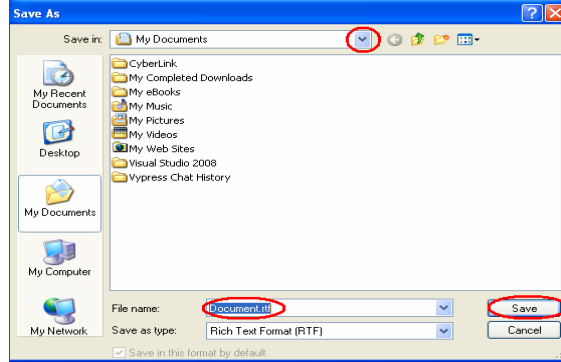 Save As
Save in:
My Documents
My Recent
Documents
Desktop
My Documents
My Computer
My Network
CyberLink
My Completed Downloads
My eBooks
My Music
My Pictures
My Videos
My Web Sites
Visual Studio 2008
Vypress Chat History
File name:
Document.rtf
Save
Save as type:
Rich Text Format (RTF)
Cancel
Save in this format by default